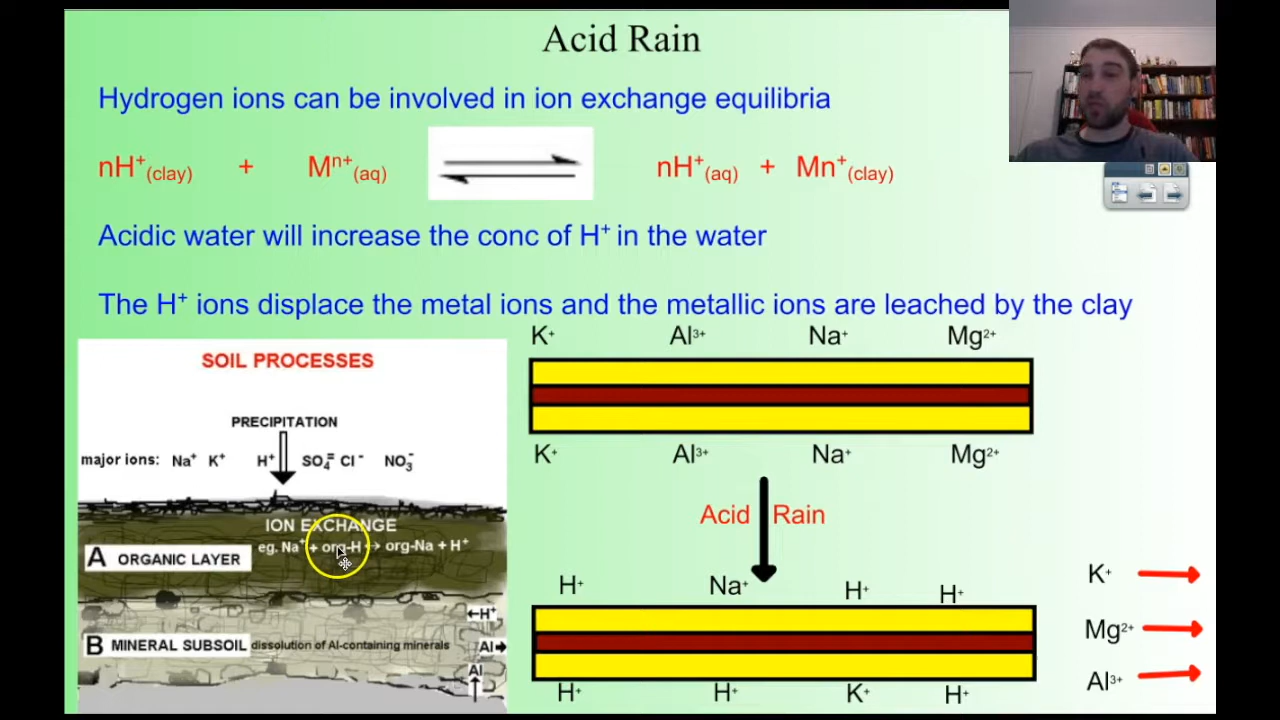 Acid Rain
Hydrogen ions can be involved in ion exchange equilibria
nH⁺(clay) + Mⁿ⁺(aq) ⇌ nH⁺(aq) + Mn⁺(clay)
Acidic water will increase the conc of H⁺ in the water
The H⁺ ions displace the metal ions and the metallic ions are leached by the clay
SOIL PROCESSES
PRECIPITATION
major ions: Na⁺ K⁺ H⁺ SO₄⁼ Cl⁻ NO₃⁻
ION EXCHANGE
eg. Na⁺ + org-H ↔ org-Na + H⁺
A ORGANIC LAYER
←H⁺
B MINERAL SUBSOIL dissolution of Al-containing minerals
Al→
Al
K⁺ Al³⁺ Na⁺ Mg²⁺
K⁺ Al³⁺ Na⁺ Mg²⁺
Acid Rain
H⁺ Na⁺ H⁺ H⁺
H⁺ H⁺ K⁺ H⁺
K⁺
Mg²⁺
Al³⁺